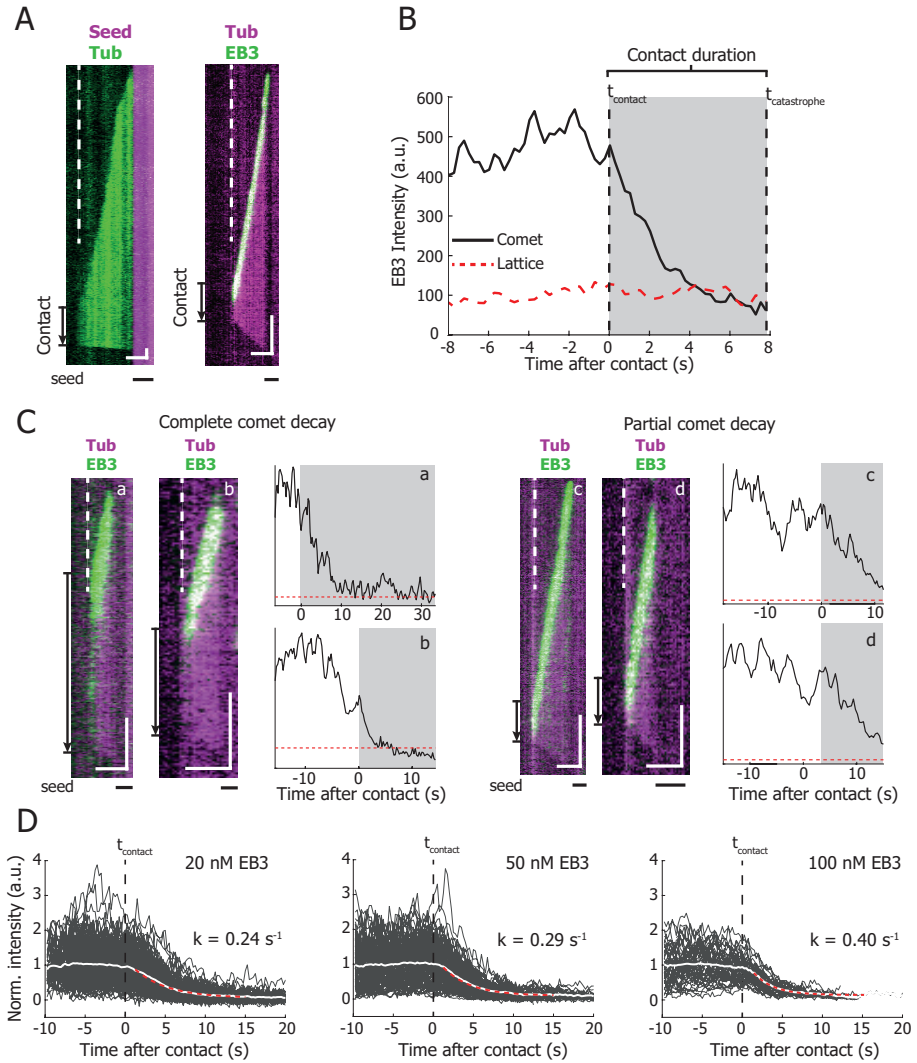 A
Seed
Tub
Tub
EB3
Contact
Contact
seed
B
Contact duration
t contact
t catastrophe
EB3 Intensity (a.u.)
600
500
400
300
200
100
0
Comet
Lattice
-8 -6 -4 -2 0 2 4 6 8
Time after contact (s)
C
Complete comet decay
Tub
EB3
Tub
EB3
a
b
seed
a
0 10 20 30
b
-10 0 10
Time after contact (s)
Partial comet decay
Tub
EB3
Tub
EB3
c
d
seed
c
-10 0 10
d
-10 0 10
Time after contact (s)
D
Norm. intensity (a.u.)
t contact
20 nM EB3
k = 0.24 s-1
4
3
2
1
0
-10 -5 0 5 10 15 20
Time after contact (s)
t contact
50 nM EB3
k = 0.29 s-1
4
3
2
1
0
-10 -5 0 5 10 15 20
Time after contact (s)
t contact
100 nM EB3
k = 0.40 s-1
4
3
2
1
0
-10 -5 0 5 10 15 20
Time after contact (s)